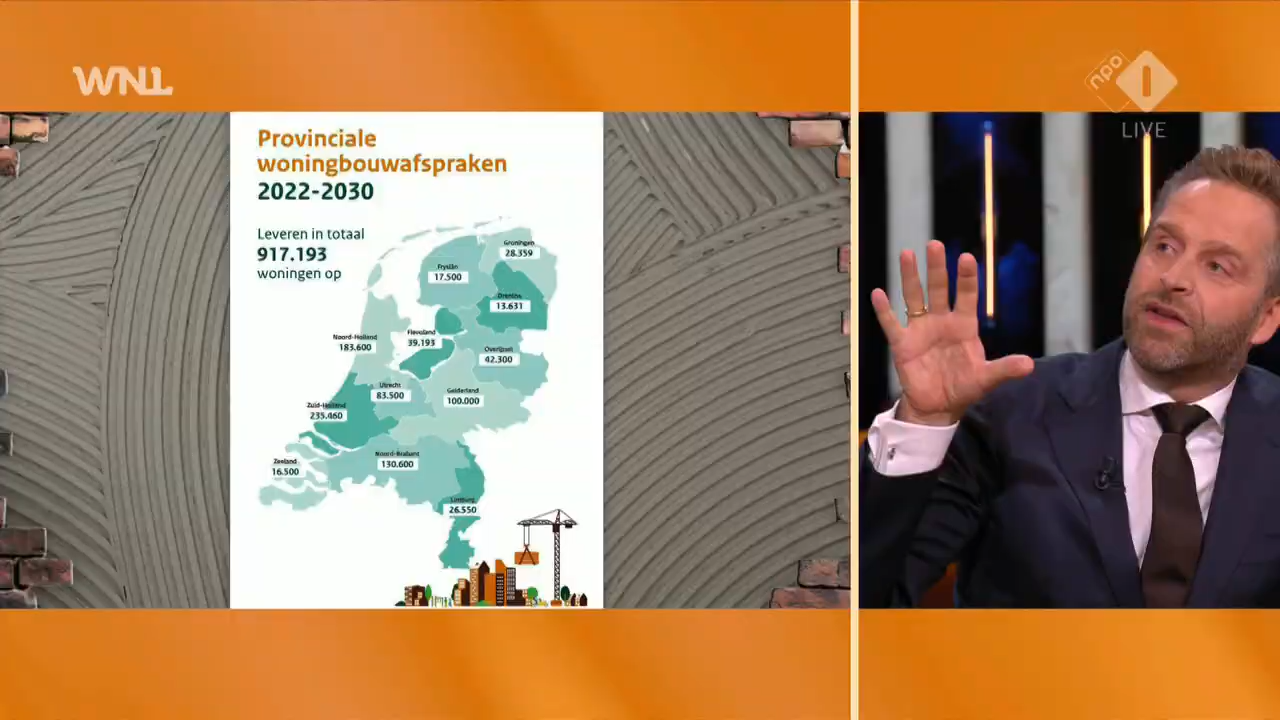 WNL
npo
1
LIVE
Provinciale
woningbouwafspraken
2022-2030
Leveren in totaal
917.193
woningen op
Groningen
28.359
Fryslân
17.500
Drenthe
13.631
Noord-Holland
183.600
Flevoland
39.193
Overijssel
42.300
Utrecht
83.500
Gelderland
100.000
Zuid-Holland
235.460
Noord-Brabant
130.600
Zeeland
16.500
Limburg
26.550